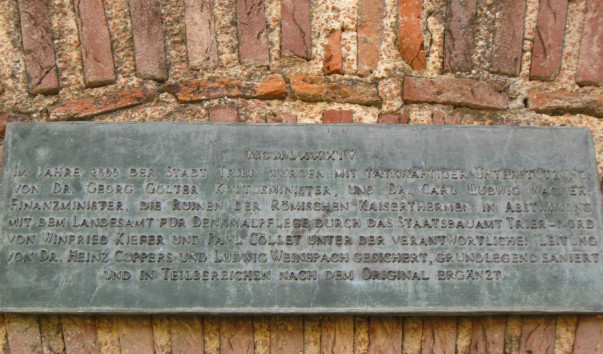 MCMLXXXIV
IM JAHRE 2000 DER STADT TRIER WURDEN MIT TATKRÄFTIGER UNTERSTÜTZUNG
VON DR. GEORG GÖLTER KULTUSMINISTER, UND DR. CARL LUDWIG WAGNER
FINANZMINISTER, DIE RUINEN DER RÖMISCHEN KAISERTHERMEN IN ABSTIMMUNG
MIT DEM LANDESAMT FÜR DENKMALPFLEGE DURCH DAS STAATSBAUAMT TRIER-NORD
VON WINFRIED KIEFER UND PAUL COLLET UNTER DER VERANTWORTLICHEN LEITUNG
VON DR. HEINZ CÜPPERS UND LUDWIG WEINSPACH GESICHERT, GRUNDLEGEND SANIERT
UND IN TEILBEREICHEN NACH DEM ORIGINAL ERGÄNZT.